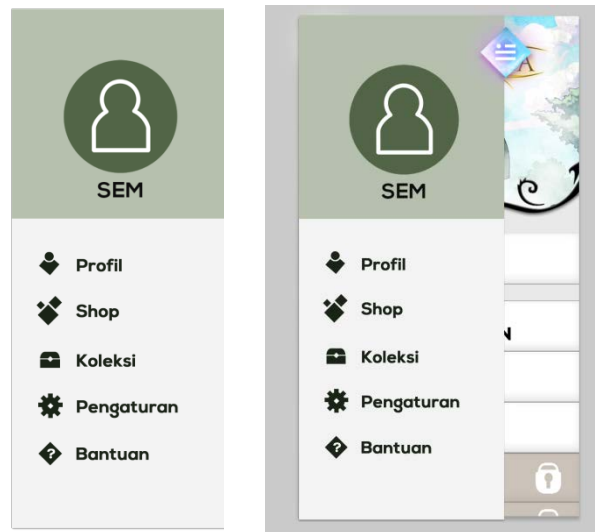 SEM
Profil
Shop
Koleksi
Pengaturan
Bantuan
A
SEM
Profil
Shop
Koleksi
Pengaturan
Bantuan
N